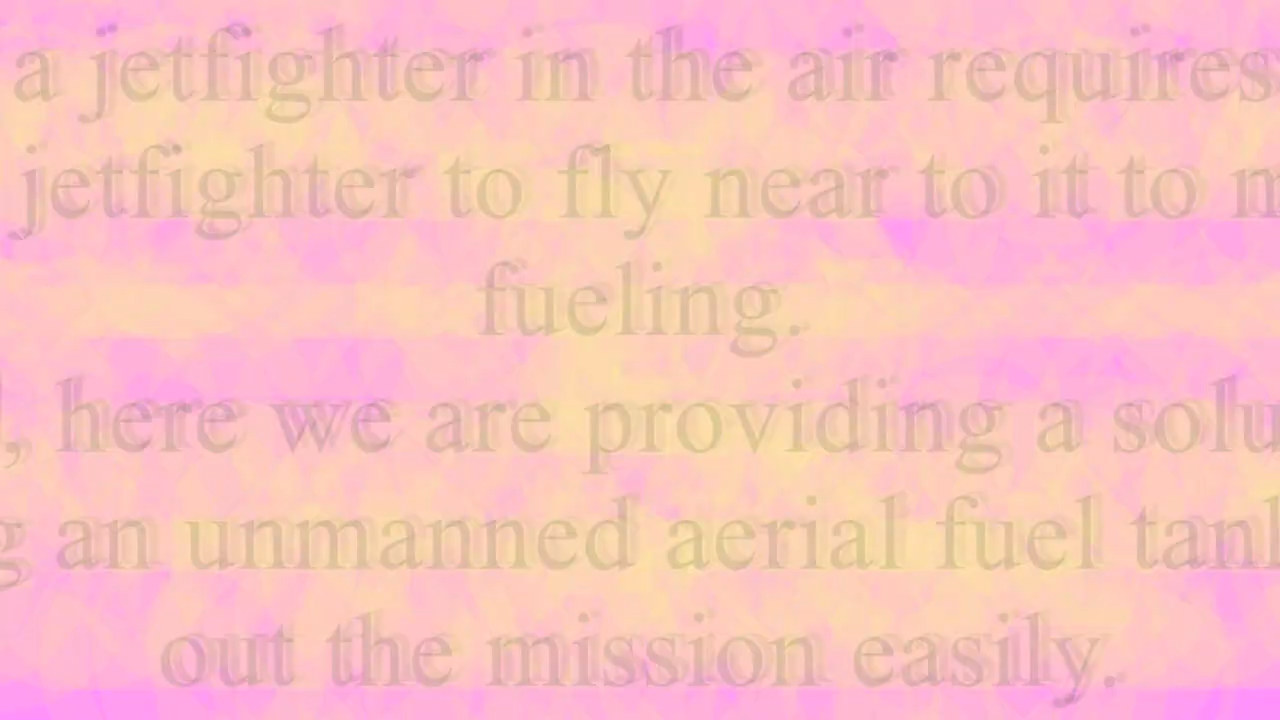 a jetfighter in the air requires
jetfighter to fly near to it to m
fueling.
, here we are providing a solu
g an unmanned aerial fuel tank
out the mission easily.